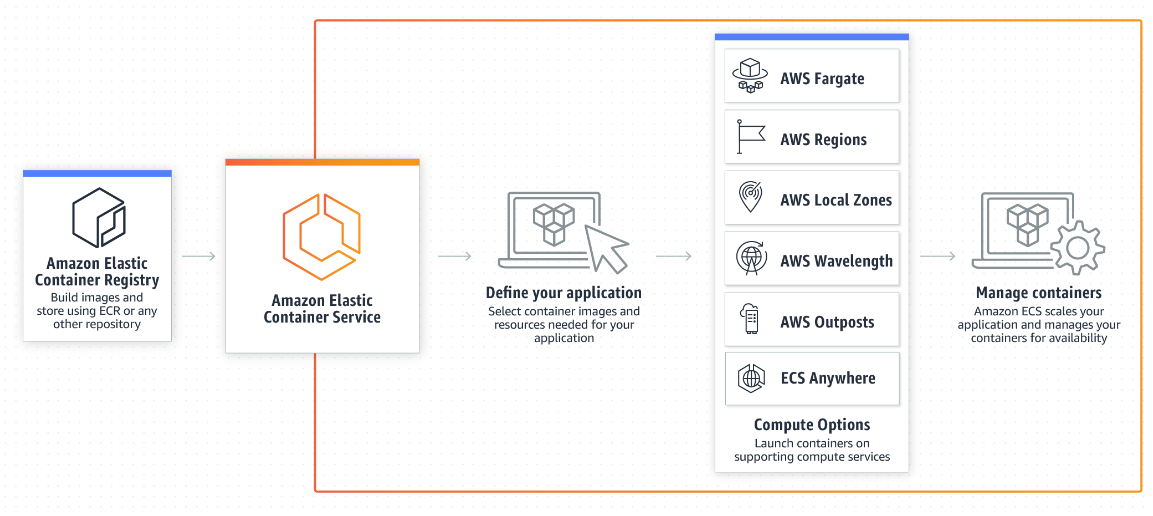 Amazon Elastic
Container Registry
Build images and
store using ECR or any
other repository
Amazon Elastic
Container Service
Define your application
Select container images and
resources needed for your
application
AWS Fargate
AWS Regions
AWS Local Zones
AWS Wavelength
AWS Outposts
ECS Anywhere
Compute Options
Launch containers on
supporting compute services
Manage containers
Amazon ECS scales your
application and manages your
containers for availability